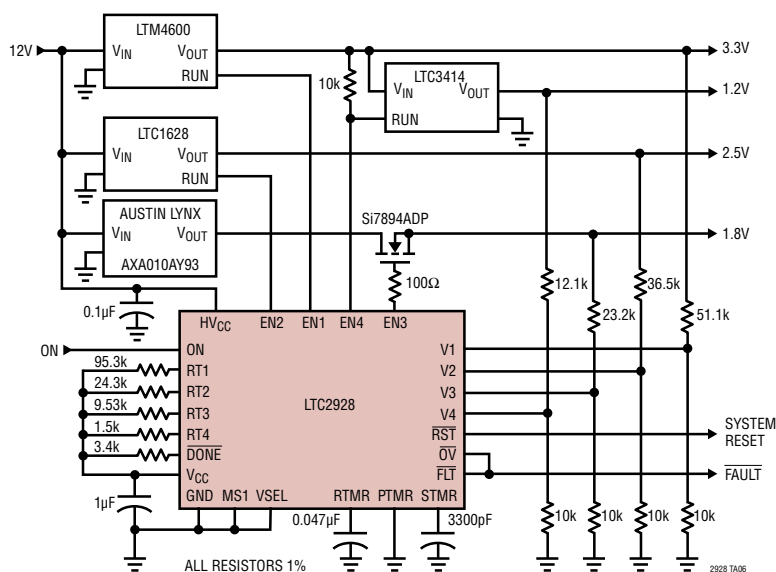 LTM4600
12V
VIN
VOUT
RUN
3.3V
10k
LTC3414
VIN
VOUT
RUN
1.2V
LTC1628
VIN
VOUT
RUN
2.5V
AUSTIN LYNX
VIN
VOUT
AXA010AY93
Si7894ADP
1.8V
100Ω
12.1k
36.5k
23.2k
51.1k
0.1µF
HVCC
EN2
EN1
EN4
EN3
ON
ON
95.3k
RT1
24.3k
RT2
9.53k
RT3
1.5k
RT4
3.4k
DONE
VCC
LTC2928
V1
V2
V3
V4
RST
OV
FLT
SYSTEM
RESET
FAULT
1µF
GND
MS1
VSEL
RTMR
PTMR
STMR
0.047µF
3300pF
10k
10k
10k
10k
ALL RESISTORS 1%
2928 TA06